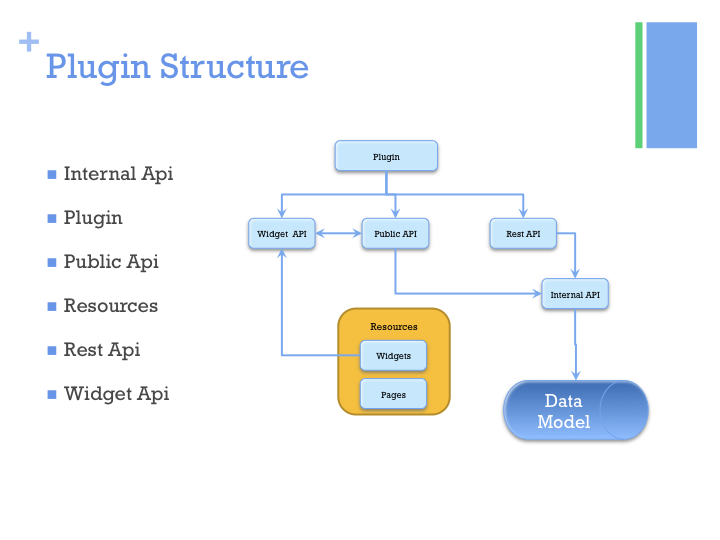 +
Plugin Structure
Internal Api
Plugin
Public Api
Resources
Rest Api
Widget Api
Plugin
Widget API
Public API
Rest API
Internal API
Resources
Widgets
Pages
Data
Model